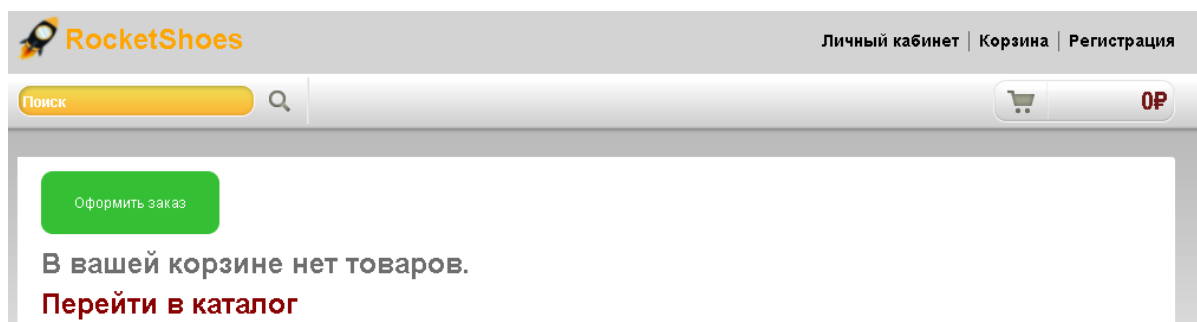 RocketShoes
Личный кабинет | Корзина | Регистрация
Поиск
0₽
Оформить заказ
В вашей корзине нет товаров.
Перейти в каталог